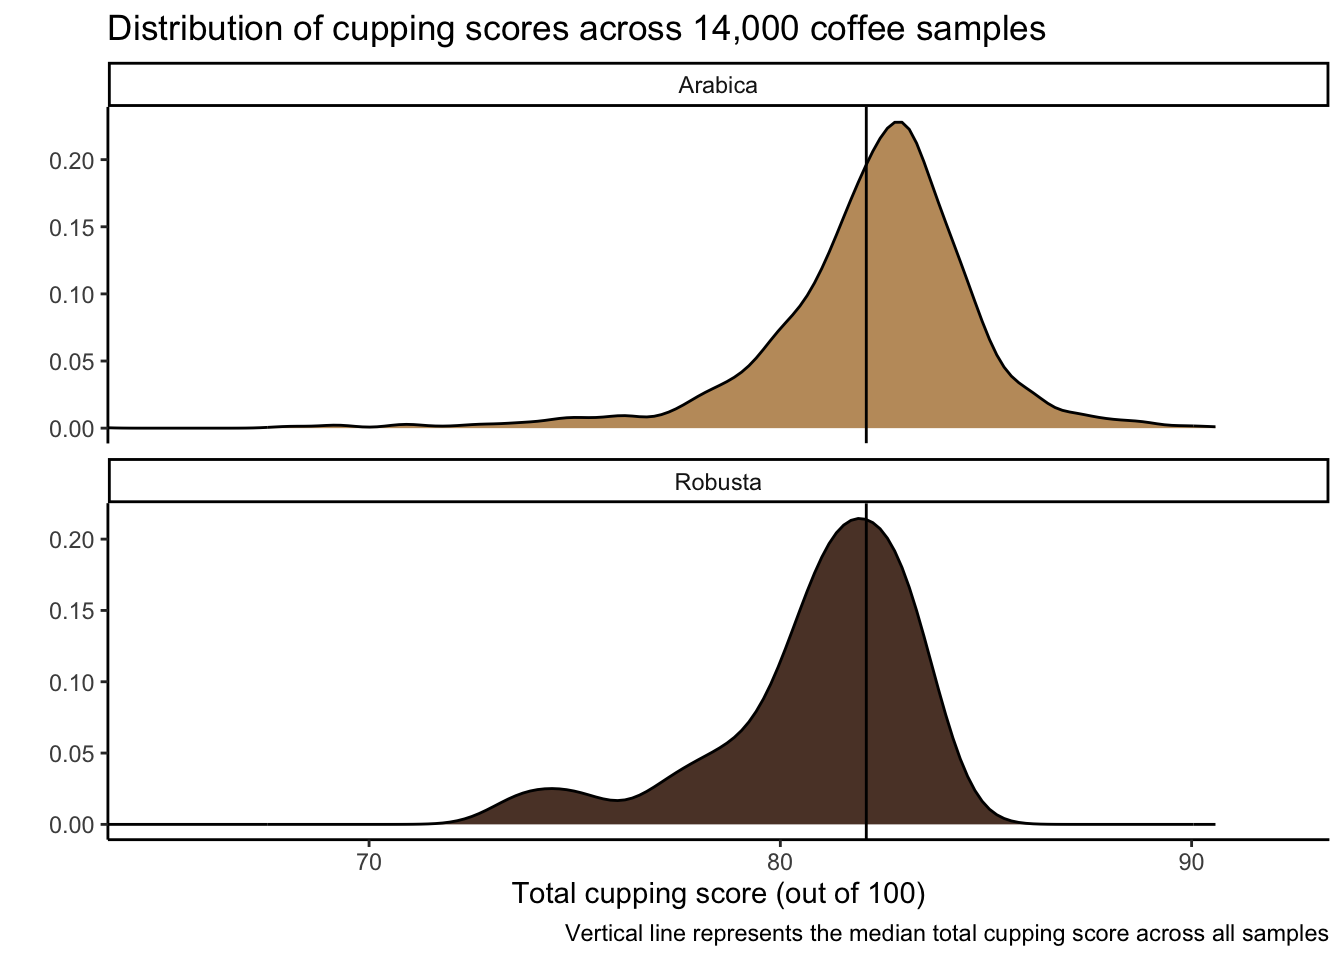 Distribution of cupping scores across 14,000 coffee samples
Arabica
0.20
0.15
0.10
0.05
0.00
Robusta
0.20
0.15
0.10
0.05
0.00
70 80 90
Total cupping score (out of 100)
Vertical line represents the median total cupping score across all samples